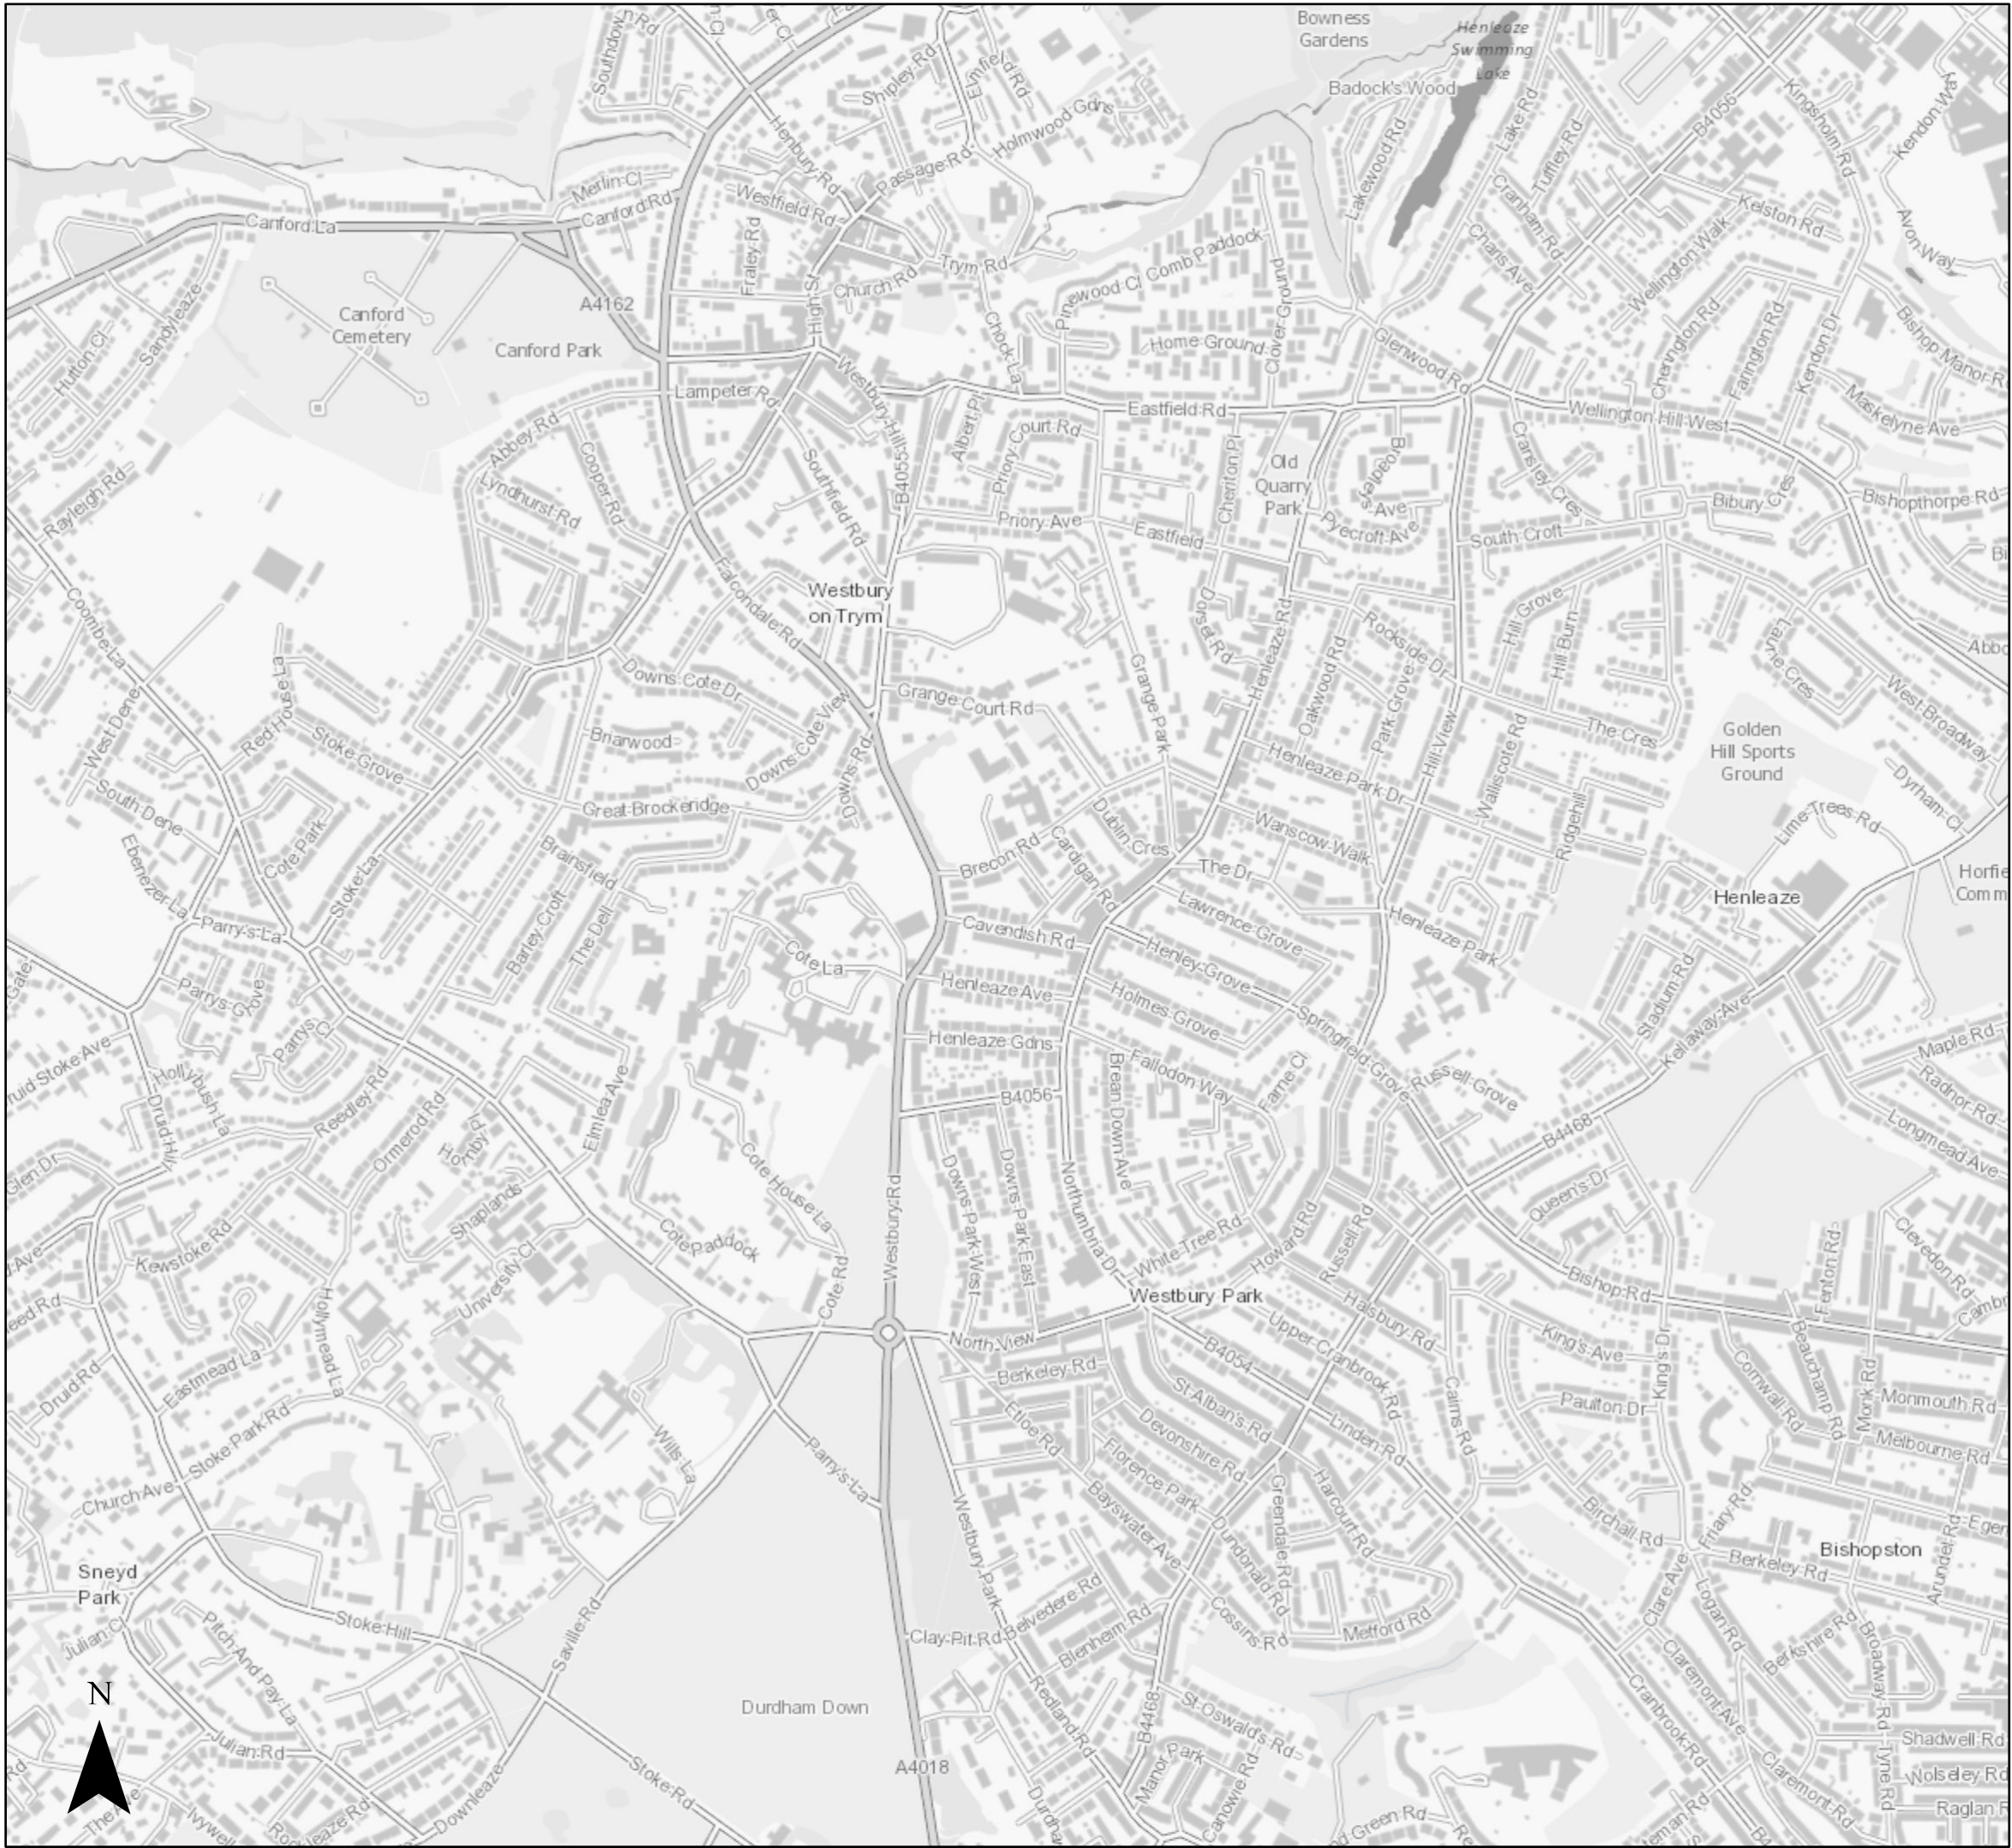 Bowness
Gardens
Henleaze
Swimming
Lake
Badock's Wood
Shipley Rd
Elmfield Rd
Holmwood Gdns
Henbury Rd
Passage Rd
Lakewood Rd
Lake Rd
Tuffley Rd
B4056
Kingsholm Rd
Merlin Cl
Canford Rd
Canford La
Westfield Rd
Fraley Rd
Cranham Rd
Kelston Rd
Avon Way
Charis Ave
Wellington Walk
Trym Rd
Church Rd
High St
Comb Paddock
Pinewood Cl
Home Ground
Chock La
Sandyleaze
Hutton Cl
Canford
Cemetery
Canford Park
A4162
Glenwood Rd
Cherington Rd
Farington Rd
Kendon Dr
Maskelyne Ave
Lampeter Rd
Westbury Hill
Eastfield Rd
Wellington Hill West
Abbey Rd
Cooper Rd
Lyndhurst Rd
Southfield Rd
B4055
Albert Pl
Priory Court Rd
Priory Ave
Eastfield
Cheriton Pl
Old
Quarry
Park
Pyecroft Ave
Cransley Cres
South Croft
Bibury Cres
Bishopthorpe Rd
Rayleigh Rd
Coombe La
Falcondale Rd
Westbury
on Trym
Dorset Rd
Henleaze Rd
Oakwood Rd
Rockside Dr
Park Grove
Hill Grove
Hill Burn
West Broadway
West Dene
Red House La
Stoke Grove
Downs Cote Dr
Briarwood
Downs Cote View
Downs Rd
Grange Court Rd
Grange Park
Hill View
The Cres
Golden
Hill Sports
Ground
Henleaze Park Dr
Walliscote Rd
Ridgehill
Lime Trees Rd
Dyrham Cl
South Dene
Ebenezer La
Cote Park
Stoke La
Great Brockeridge
Brainsfield
Barley Croft
The Dell
Brecon Rd
Cardigan Rd
Dublin Cres
Wanscow Walk
The Dr
Lawrence Grove
Henleaze Park
Henleaze
Parry's La
Parrys Grove
Parrys Cl
Cote La
Cavendish Rd
Henleaze Ave
Henleaze Gdns
Henley Grove
Holmes Grove
Springfield Grove
Stadium Rd
Kellaway Ave
Maple Rd
Radnor Rd
Longmead Ave
Hollybush La
Druid Hill
Reedley Rd
Ormerod Rd
Elmlea Ave
B4056
Brean Down Ave
Fallodon Way
Farne Cl
Russell Grove
B4468
Glen Dr
Kewstoke Rd
Shaplands
University Cl
Cote Paddock
Cote House La
Cote Rd
Westbury Rd
Downs Park West
Downs Park East
Northumbria Dr
White Tree Rd
Howard Rd
Russell Rd
Queen's Dr
Bishop Rd
Fenton Rd
Clevedon Rd
Westbury Park
Hollymead La
Eastmead La
Druid Rd
Stoke Park Rd
Church Ave
North View
Berkeley Rd
B4054
Upper Cranbrook Rd
Halsbury Rd
King's Ave
King's Dr
Beauchamp Rd
Cornwall Rd
Monk Rd
Monmouth Rd
Melbourne Rd
St Alban's Rd
Linden Rd
Cairns Rd
Paulton Dr
Etloe Rd
Devonshire Rd
Florence Park
Wills La
Parry's La
Westbury Park
Bayswater Ave
Dundonald Rd
Greendale Rd
Harcourt Rd
Birchall Rd
Friary Rd
Bishopston
Berkeley Rd
Arundel Rd
Sneyd
Park
Julian Cl
Pitch And Pay La
Stoke Hill
Saville Rd
Clay Pit Rd
Belvedere Rd
Blenheim Rd
Cossins Rd
Metford Rd
Clare Ave
Logan Rd
Berkshire Rd
Broadway Rd
N
Durdham Down
Redland Rd
B4468
St Oswald's Rd
Cranbrook Rd
Claremont Ave
Claremont Rd
Shadwell Rd
Tyne Rd
Julian Rd
Stoke Rd
A4018
Manor Park
Canowie Rd
The Ave
Rockleaze Rd
Downleaze